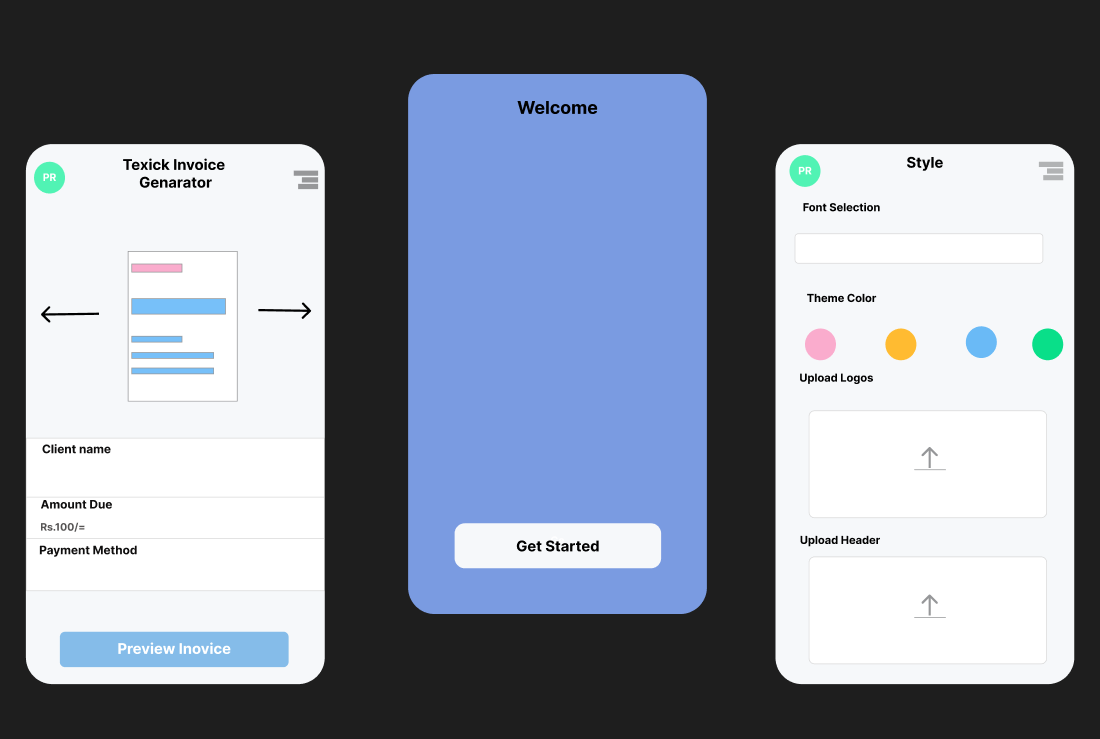 PR
Texick Invoice
Genarator
Client name
Amount Due
Rs.100/=
Payment Method
Preview Inovice
Welcome
Get Started
PR
Style
Font Selection
Theme Color
Upload Logos
Upload Header